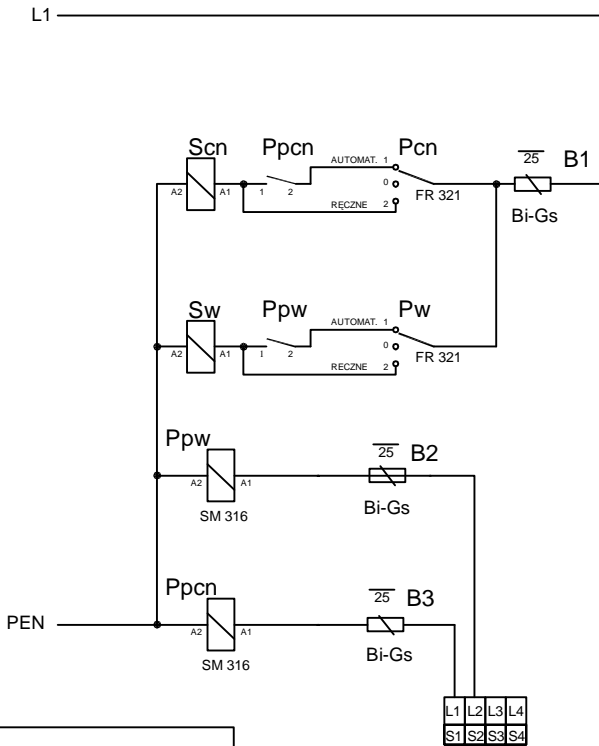 L1
Scn Ppcn Pcn 25 B1
AUTOMAT. 1
A2 A1 1 2 0 FR 321
RĘCZNE 2 Bi-Gs
Sw Ppw Pw
AUTOMAT. 1
A2 A1 1 2 0 FR 321
RECZNE 2
Ppw 25 B2
A2 A1
SM 316 Bi-Gs
Ppcn 25 B3
PEN A2 A1
SM 316 Bi-Gs
L1 L2 L3 L4
S1 S2 S3 S4